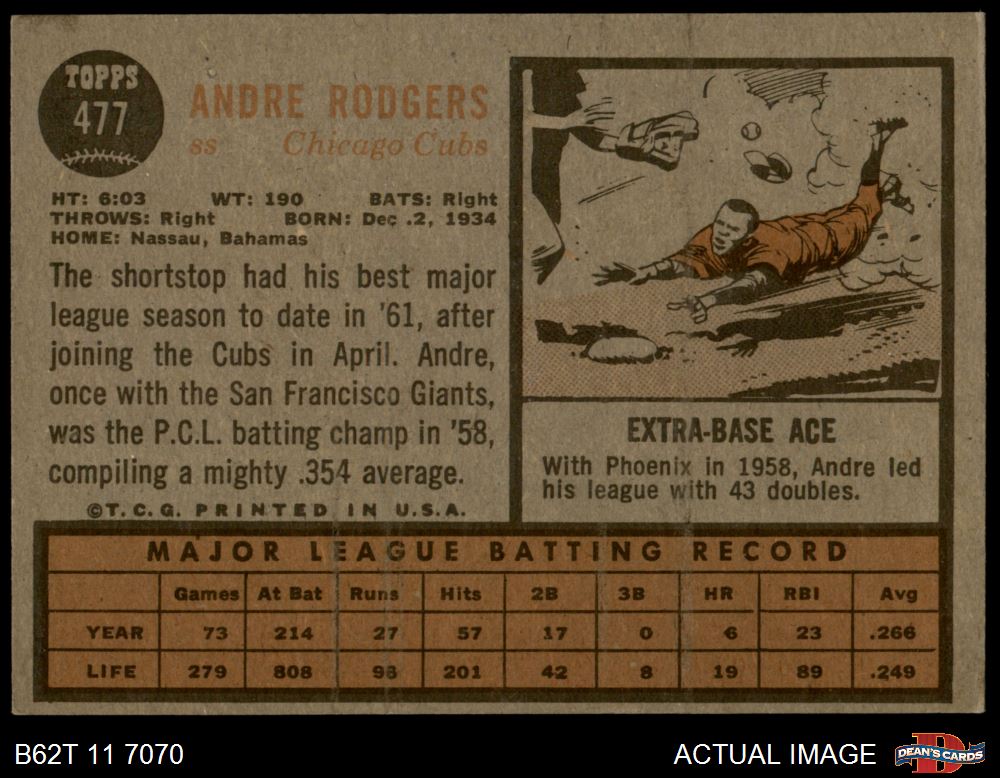 TOPPS
477
ANDRE RODGERS
ss Chicago Cubs
HT: 6:03 WT: 190 BATS: Right
THROWS: Right BORN: Dec .2, 1934
HOME: Nassau, Bahamas
The shortstop had his best major
league season to date in '61, after
joining the Cubs in April. Andre,
once with the San Francisco Giants,
was the P.C.L. batting champ in '58,
compiling a mighty .354 average.
©T.C.G. PRINTED IN U.S.A.
EXTRA-BASE ACE
With Phoenix in 1958, Andre led
his league with 43 doubles.
MAJOR LEAGUE BATTING RECORD
Games At Bat Runs Hits 2B 3B HR RBI Avg
YEAR 73 214 27 57 17 0 6 23 .266
LIFE 279 808 98 201 42 8 19 89 .249
B62T 11 7070
ACTUAL IMAGE
D
DEAN'S CARDS